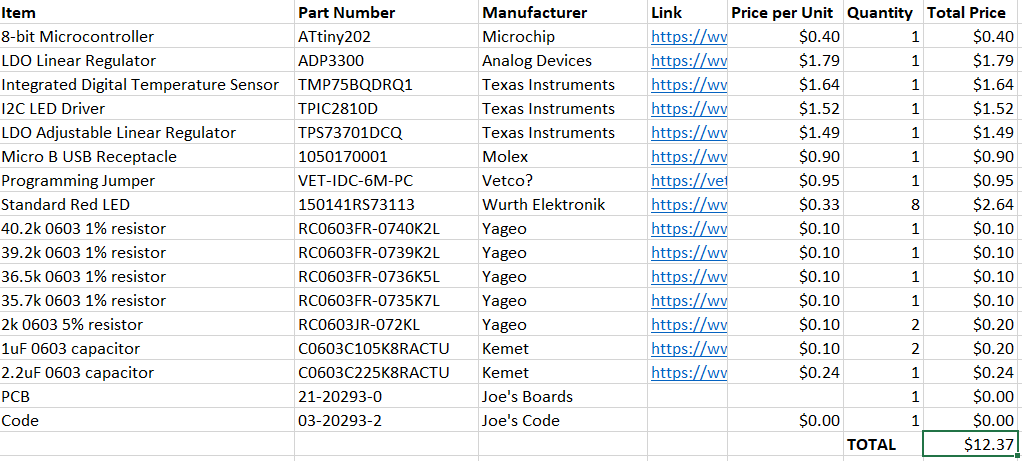 Item Part Number Manufacturer Link Price per Unit Quantity Total Price
8-bit Microcontroller ATtiny202 Microchip https://wv $0.40 1 $0.40
LDO Linear Regulator ADP3300 Analog Devices https://wv $1.79 1 $1.79
Integrated Digital Temperature Sensor TMP75BQDRQ1 Texas Instruments https://wv $1.64 1 $1.64
I2C LED Driver TPIC2810D Texas Instruments https://wv $1.52 1 $1.52
LDO Adjustable Linear Regulator TPS73701DCQ Texas Instruments https://wv $1.49 1 $1.49
Micro B USB Receptacle 1050170001 Molex https://wv $0.90 1 $0.90
Programming Jumper VET-IDC-6M-PC Vetco? https://vet $0.95 1 $0.95
Standard Red LED 150141RS73113 Wurth Elektronik https://wv $0.33 8 $2.64
40.2k 0603 1% resistor RC0603FR-0740K2L Yageo https://wv $0.10 1 $0.10
39.2k 0603 1% resistor RC0603FR-0739K2L Yageo https://wv $0.10 1 $0.10
36.5k 0603 1% resistor RC0603FR-0736K5L Yageo https://wv $0.10 1 $0.10
35.7k 0603 1% resistor RC0603FR-0735K7L Yageo https://wv $0.10 1 $0.10
2k 0603 5% resistor RC0603JR-072KL Yageo https://wv $0.10 2 $0.20
1uF 0603 capacitor C0603C105K8RACTU Kemet https://wv $0.10 2 $0.20
2.2uF 0603 capacitor C0603C225K8RACTU Kemet https://wv $0.24 1 $0.24
PCB 21-20293-0 Joe's Boards 1 $0.00
Code 03-20293-2 Joe's Code $0.00 1 $0.00
TOTAL $12.37